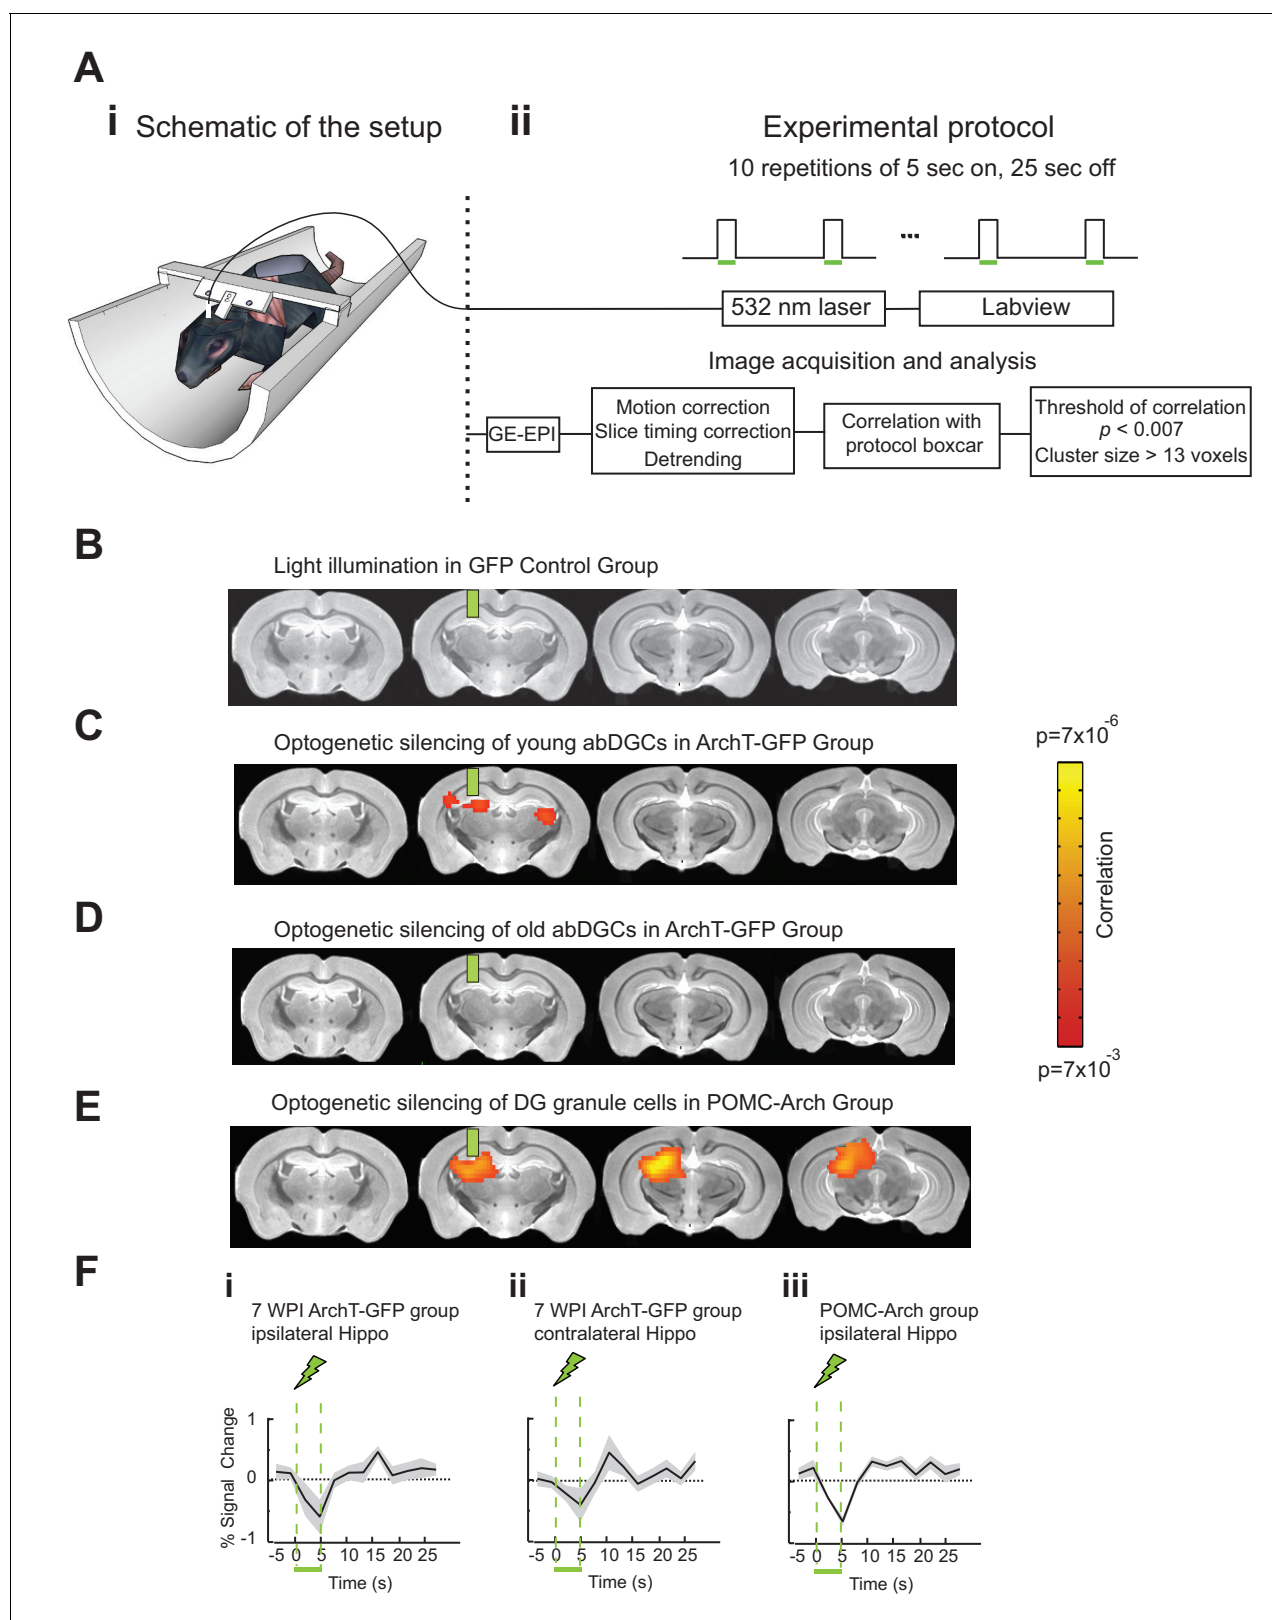 A
i Schematic of the setup
ii Experimental protocol
10 repetitions of 5 sec on, 25 sec off
...
532 nm laser
Labview
Image acquisition and analysis
GE-EPI
Motion correction
Slice timing correction
Detrending
Correlation with
protocol boxcar
Threshold of correlation
p < 0.007
Cluster size > 13 voxels
B
Light illumination in GFP Control Group
C
Optogenetic silencing of young abDGCs in ArchT-GFP Group
D
Optogenetic silencing of old abDGCs in ArchT-GFP Group
E
Optogenetic silencing of DG granule cells in POMC-Arch Group
p=7x10-6
Correlation
p=7x10-3
F
i
7 WPI ArchT-GFP group
ipsilateral Hippo
% Signal Change
1
0
-1
-5 0 5 10 15 20 25
Time (s)
ii
7 WPI ArchT-GFP group
contralateral Hippo
-5 0 5 10 15 20 25
Time (s)
iii
POMC-Arch group
ipsilateral Hippo
-5 0 5 10 15 20 25
Time (s)